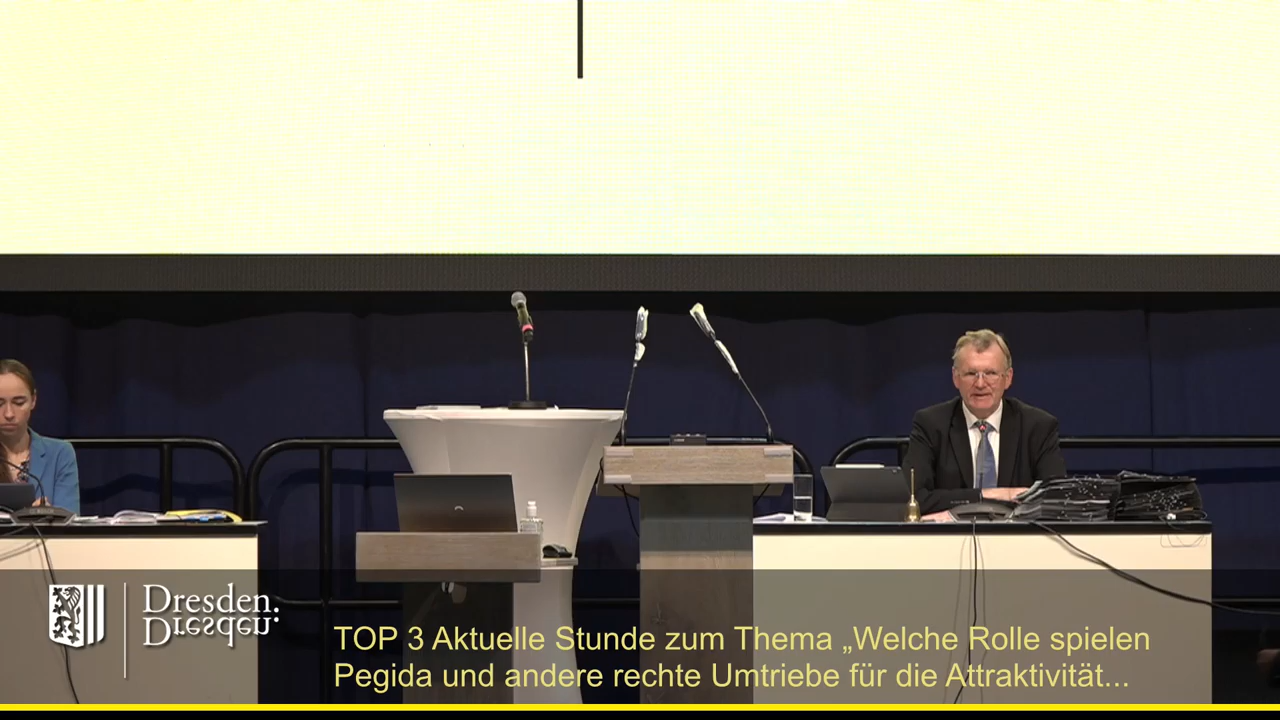 Dresden.
Dresden.
TOP 3 Aktuelle Stunde zum Thema „Welche Rolle spielen
Pegida und andere rechte Umtriebe für die Attraktivität...